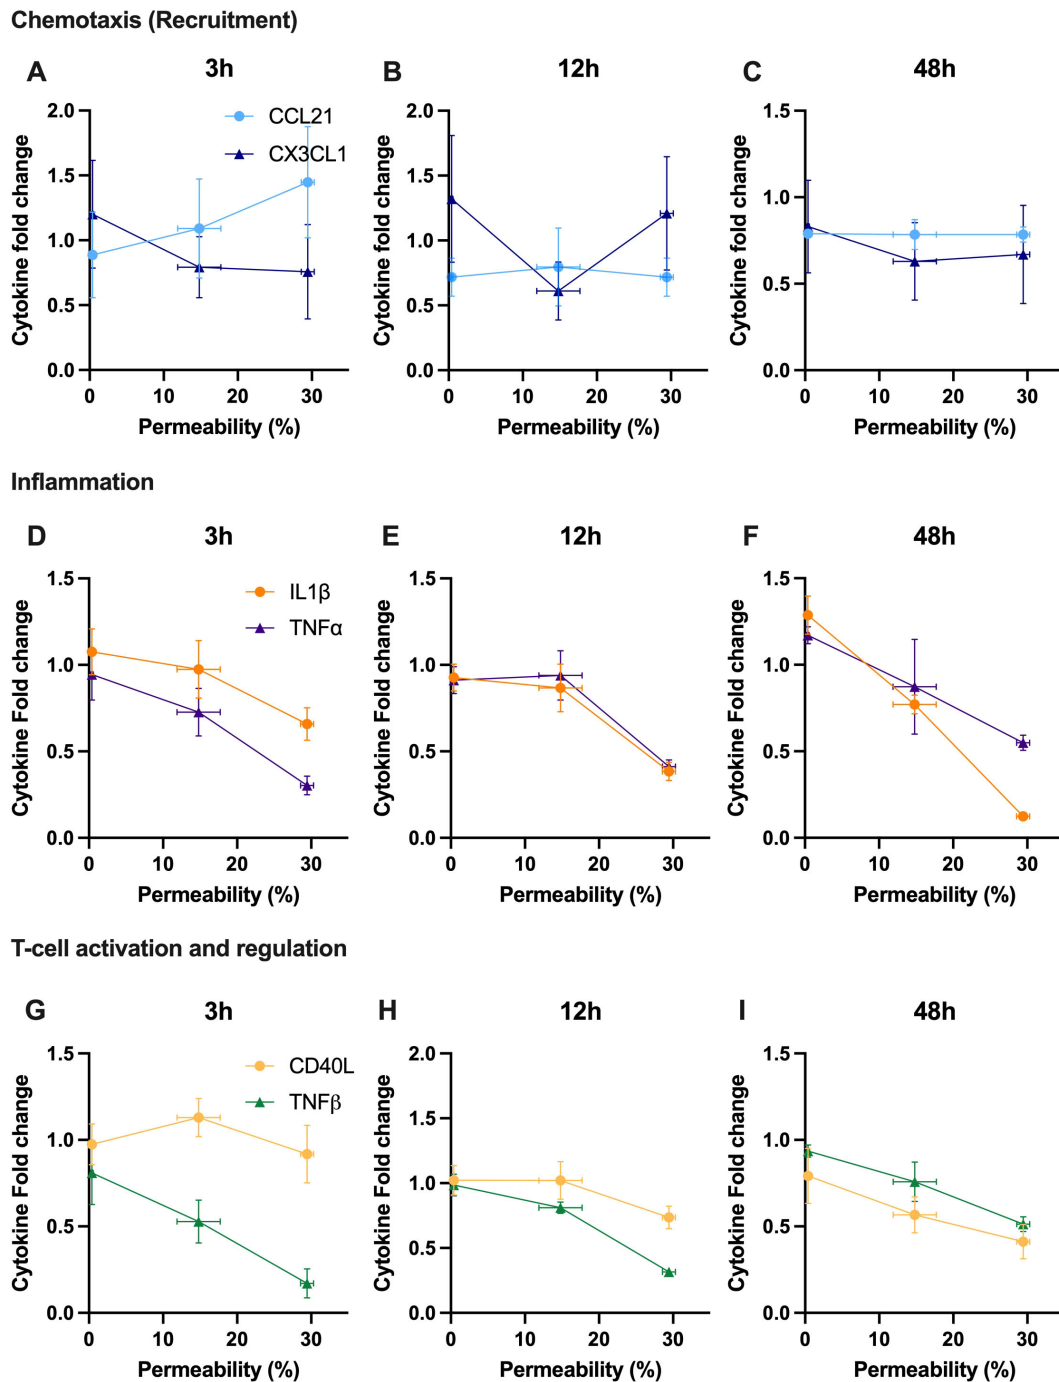 Chemotaxis (Recruitment)
A
3h
B
12h
C
48h
CCL21
CX3CL1
Cytokine fold change
2.0
1.5
1.0
0.5
0.0
0 10 20 30
Permeability (%)
Cytokine fold change
2.0
1.5
1.0
0.5
0.0
0 10 20 30
Permeability (%)
Cytokine fold change
1.5
1.0
0.5
0.0
0 10 20 30
Permeability (%)
Inflammation
D
3h
E
12h
F
48h
IL1β
TNFα
Cytokine Fold change
1.5
1.0
0.5
0.0
0 10 20 30
Permeability (%)
Cytokine Fold change
1.5
1.0
0.5
0.0
0 10 20 30
Permeability (%)
Cytokine Fold change
1.5
1.0
0.5
0.0
0 10 20 30
Permeability (%)
T-cell activation and regulation
G
3h
H
12h
I
48h
CD40L
TNFβ
Cytokine Fold change
1.5
1.0
0.5
0.0
0 10 20 30
Permeability (%)
Cytokine Fold change
2.0
1.5
1.0
0.5
0.0
0 10 20 30
Permeability (%)
Cytokine Fold change
1.5
1.0
0.5
0.0
0 10 20 30
Permeability (%)